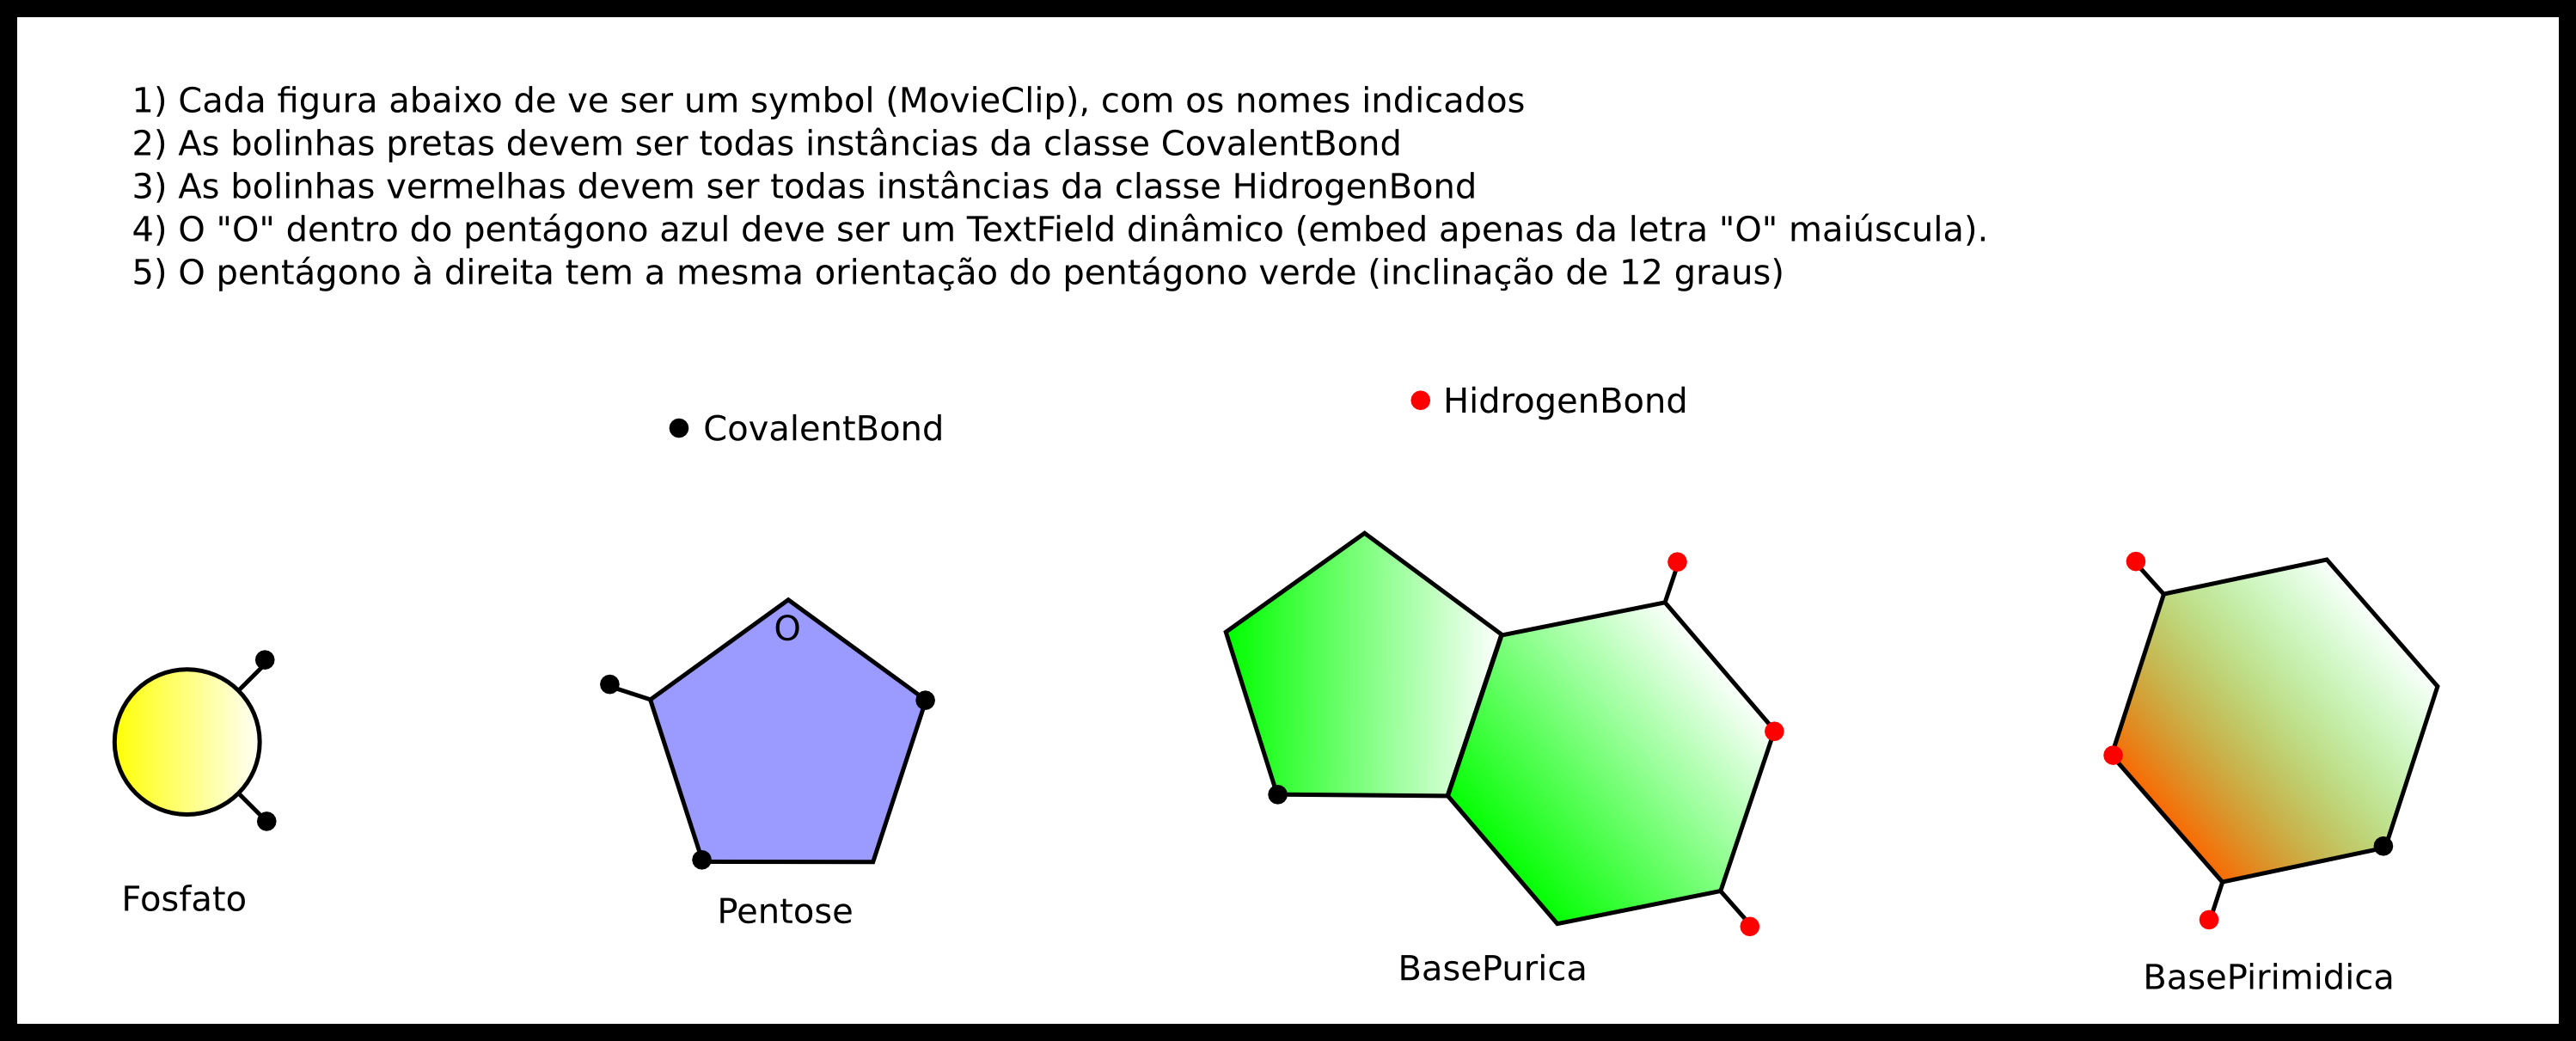 1) Cada figura abaixo de ve ser um symbol (MovieClip), com os nomes indicados
2) As bolinhas pretas devem ser todas instâncias da classe CovalentBond
3) As bolinhas vermelhas devem ser todas instâncias da classe HidrogenBond
4) O "O" dentro do pentágono azul deve ser um TextField dinâmico (embed apenas da letra "O" maiúscula).
5) O pentágono à direita tem a mesma orientação do pentágono verde (inclinação de 12 graus)
HidrogenBond
CovalentBond
O
Fosfato
Pentose
BasePurica
BasePirimidica